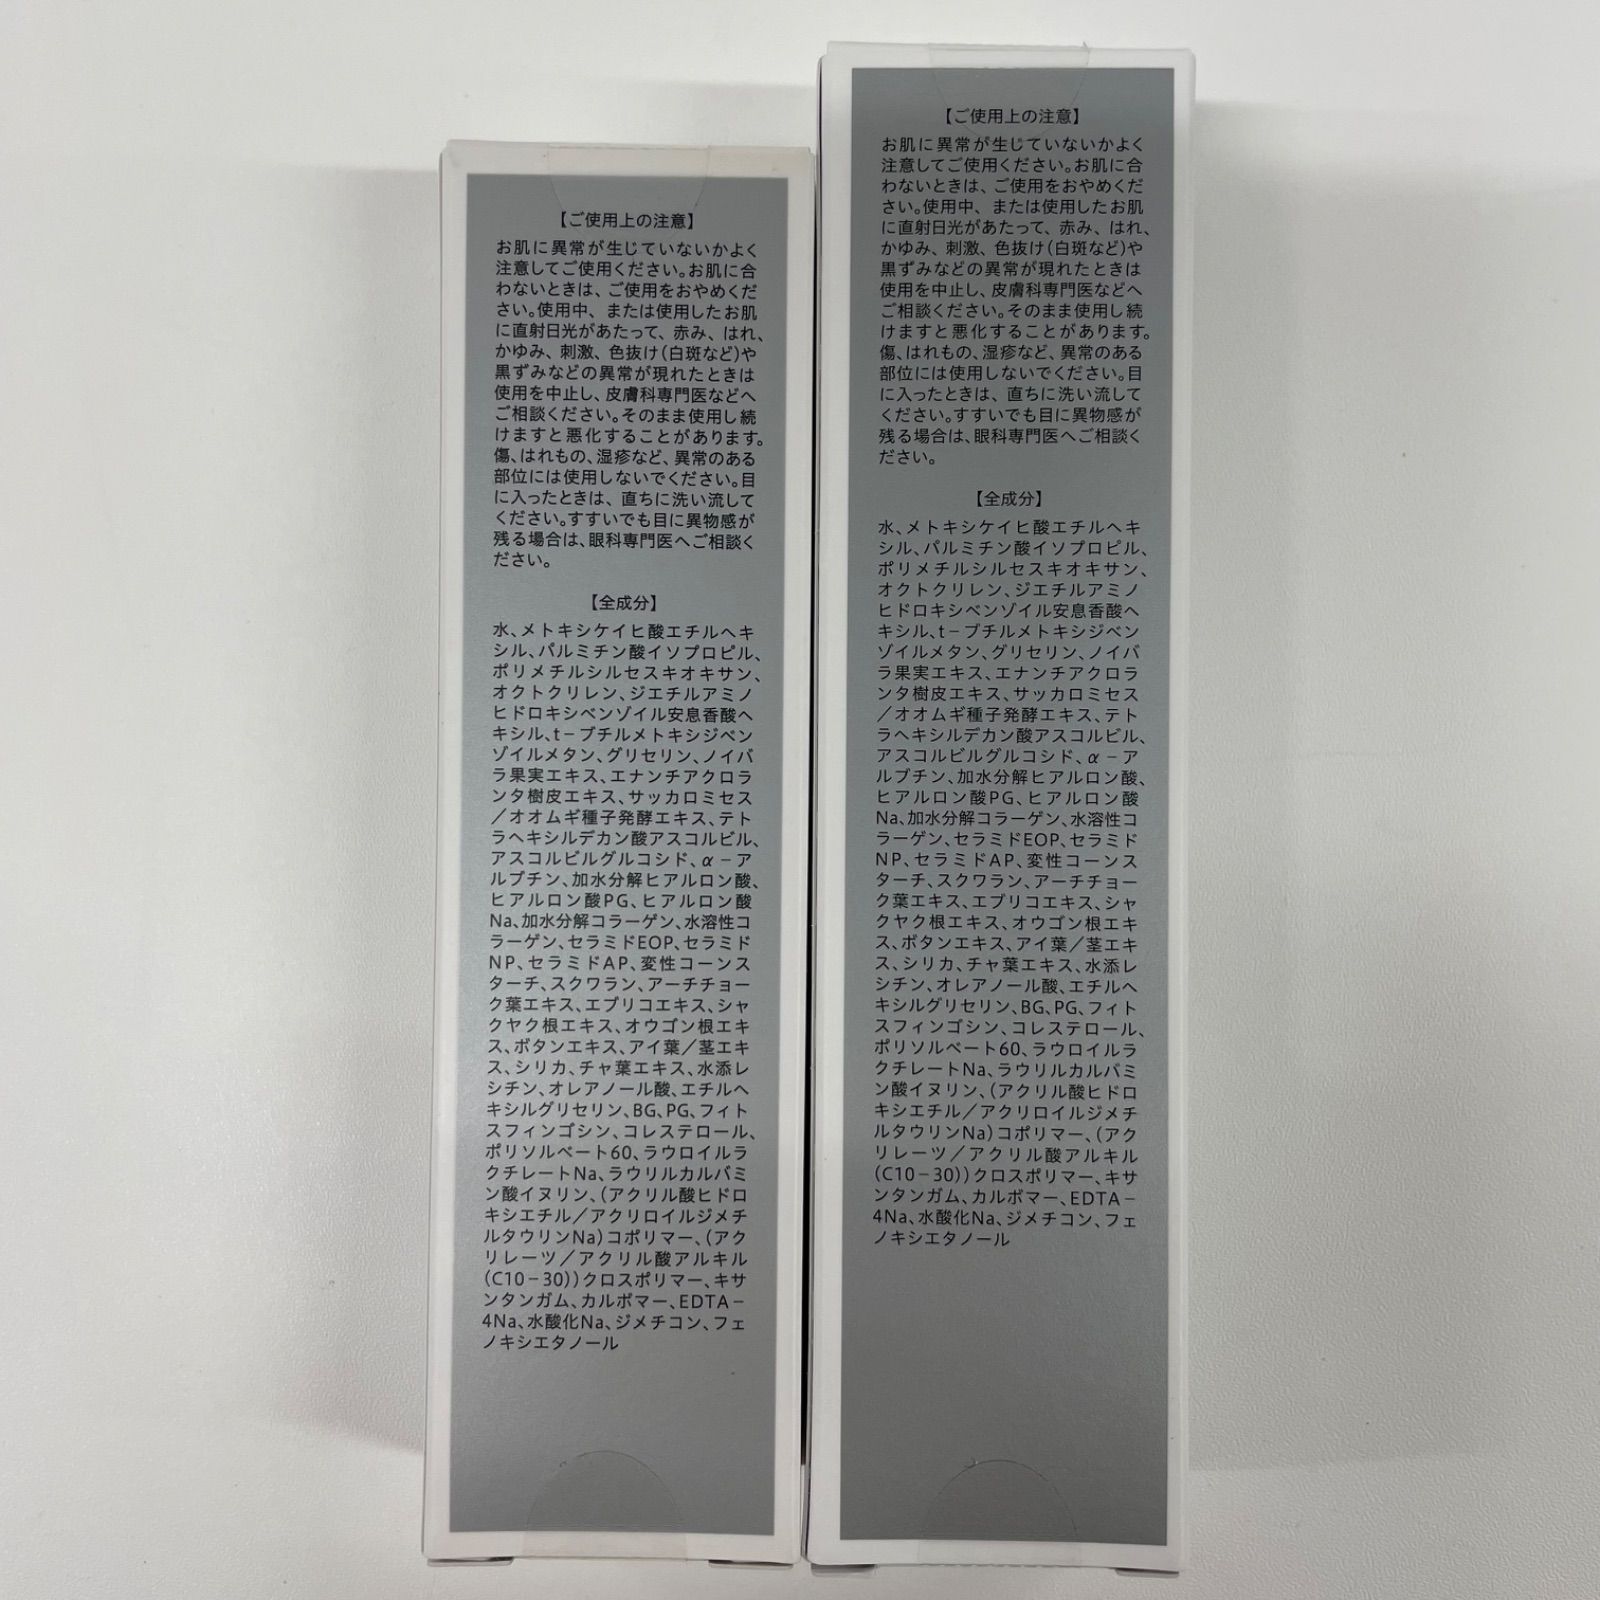 【ご使用上の注意】
お肌に異常が生じていないかよく
注意してご使用ください。お肌に合
わないときは、ご使用をおやめくだ
さい。使用中、または使用したお肌
に直射日光があたって、赤み、はれ、
かゆみ、刺激、色抜け(白斑など)や
黒ずみなどの異常が現れたときは
使用を中止し、皮膚科専門医などへ
ご相談ください。そのまま使用し続
けますと悪化することがあります。
傷、はれもの、湿疹など、異常のある
部位には使用しないでください。目
に入ったときは、直ちに洗い流して
ください。すすいでも目に異物感が
残る場合は、眼科専門医へご相談く
ださい。
【全成分】
水、メトキシケイヒ酸エチルヘキ
シル、パルミチン酸イソプロピル、
ポリメチルシルセスキオキサン、
オクトクリレン、ジエチルアミノ
ヒドロキシベンゾイル安息香酸ヘ
キシル、t－ブチルメトキシジベン
ゾイルメタン、グリセリン、ノイバ
ラ果実エキス、エナンチアクロラ
ンタ樹皮エキス、サッカロミセス
／オオムギ種子発酵エキス、テト
ラヘキシルデカン酸アスコルビル、
アスコルビルグルコシド、α－ア
ルブチン、加水分解ヒアルロン酸、
ヒアルロン酸PG、ヒアルロン酸
Na、加水分解コラーゲン、水溶性コ
ラーゲン、セラミドEOP、セラミド
NP、セラミドAP、変性コーンス
ターチ、スクワラン、アーチチョー
ク葉エキス、エブリコエキス、シャ
クヤク根エキス、オウゴン根エキ
ス、ボタンエキス、アイ葉／茎エキ
ス、シリカ、チャ葉エキス、水添レ
シチン、オレアノール酸、エチルヘ
キシルグリセリン、BG、PG、フィト
スフィンゴシン、コレステロール、
ポリソルベート60、ラウロイルラ
クチレートNa、ラウリルカルバミ
ン酸イヌリン、(アクリル酸ヒドロ
キシエチル／アクリロイルジメチ
ルタウリンNa)コポリマー、(アク
リレーツ／アクリル酸アルキル
(C10－30))クロスポリマー、キサ
ンタンガム、カルボマー、EDTA－
4Na、水酸化Na、ジメチコン、フェ
ノキシエタノール
【ご使用上の注意】
お肌に異常が生じていないかよく
注意してご使用ください。お肌に合
わないときは、ご使用をおやめくだ
さい。使用中、または使用したお肌
に直射日光があたって、赤み、はれ、
かゆみ、刺激、色抜け(白斑など)や
黒ずみなどの異常が現れたときは
使用を中止し、皮膚科専門医などへ
ご相談ください。そのまま使用し続
けますと悪化することがあります。
傷、はれもの、湿疹など、異常のある
部位には使用しないでください。目
に入ったときは、直ちに洗い流して
ください。すすいでも目に異物感が
残る場合は、眼科専門医へご相談く
ださい。
【全成分】
水、メトキシケイヒ酸エチルヘキ
シル、パルミチン酸イソプロピル、
ポリメチルシルセスキオキサン、
オクトクリレン、ジエチルアミノ
ヒドロキシベンゾイル安息香酸ヘ
キシル、t－ブチルメトキシジベン
ゾイルメタン、グリセリン、ノイバ
ラ果実エキス、エナンチアクロラ
ンタ樹皮エキス、サッカロミセス
／オオムギ種子発酵エキス、テト
ラヘキシルデカン酸アスコルビル、
アスコルビルグルコシド、α－ア
ルブチン、加水分解ヒアルロン酸、
ヒアルロン酸PG、ヒアルロン酸
Na、加水分解コラーゲン、水溶性コ
ラーゲン、セラミドEOP、セラミド
NP、セラミドAP、変性コーンス
ターチ、スクワラン、アーチチョー
ク葉エキス、エブリコエキス、シャ
クヤク根エキス、オウゴン根エキ
ス、ボタンエキス、アイ葉／茎エキ
ス、シリカ、チャ葉エキス、水添レ
シチン、オレアノール酸、エチルヘ
キシルグリセリン、BG、PG、フィト
スフィンゴシン、コレステロール、
ポリソルベート60、ラウロイルラ
クチレートNa、ラウリルカルバミ
ン酸イヌリン、(アクリル酸ヒドロ
キシエチル／アクリロイルジメチ
ルタウリンNa)コポリマー、(アク
リレーツ／アクリル酸アルキル
(C10－30))クロスポリマー、キサ
ンタンガム、カルボマー、EDTA－
4Na、水酸化Na、ジメチコン、フェ
ノキシエタノール